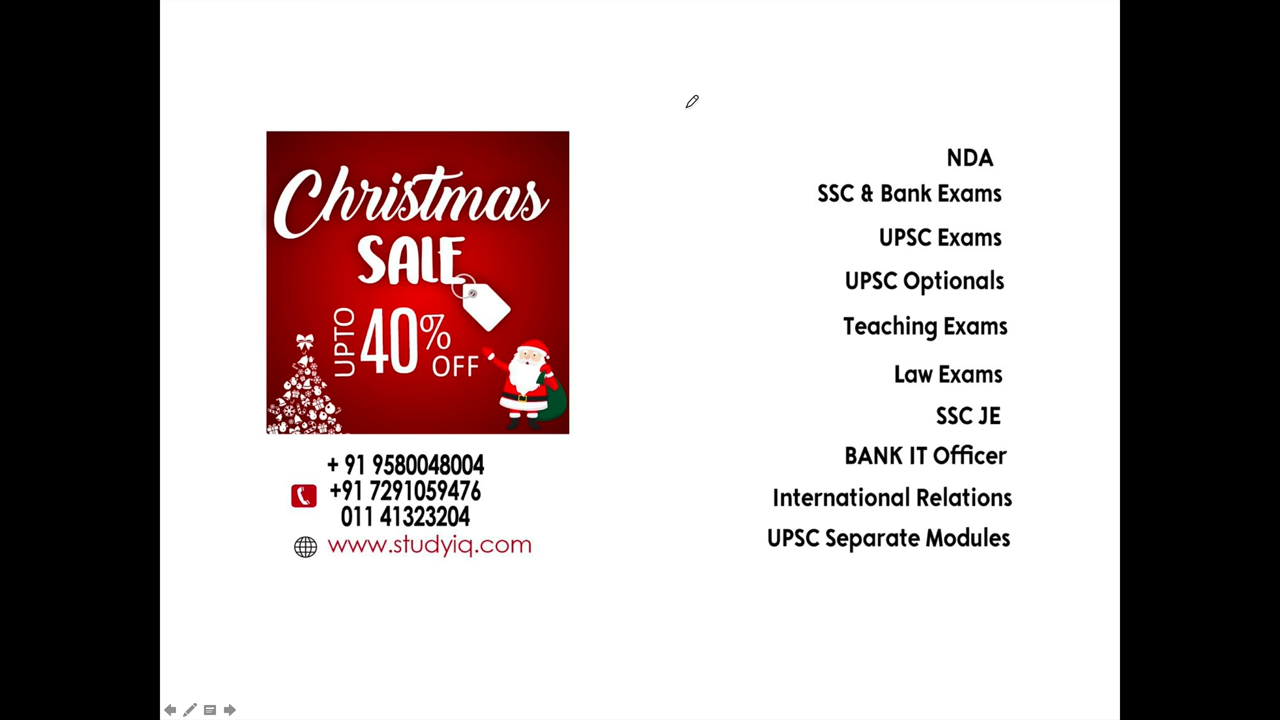 Christmas
SALE
UPTO 40% OFF
+ 91 9580048004
+91 7291059476
011 41323204
www.studyiq.com
NDA
SSC & Bank Exams
UPSC Exams
UPSC Optionals
Teaching Exams
Law Exams
SSC JE
BANK IT Officer
International Relations
UPSC Separate Modules